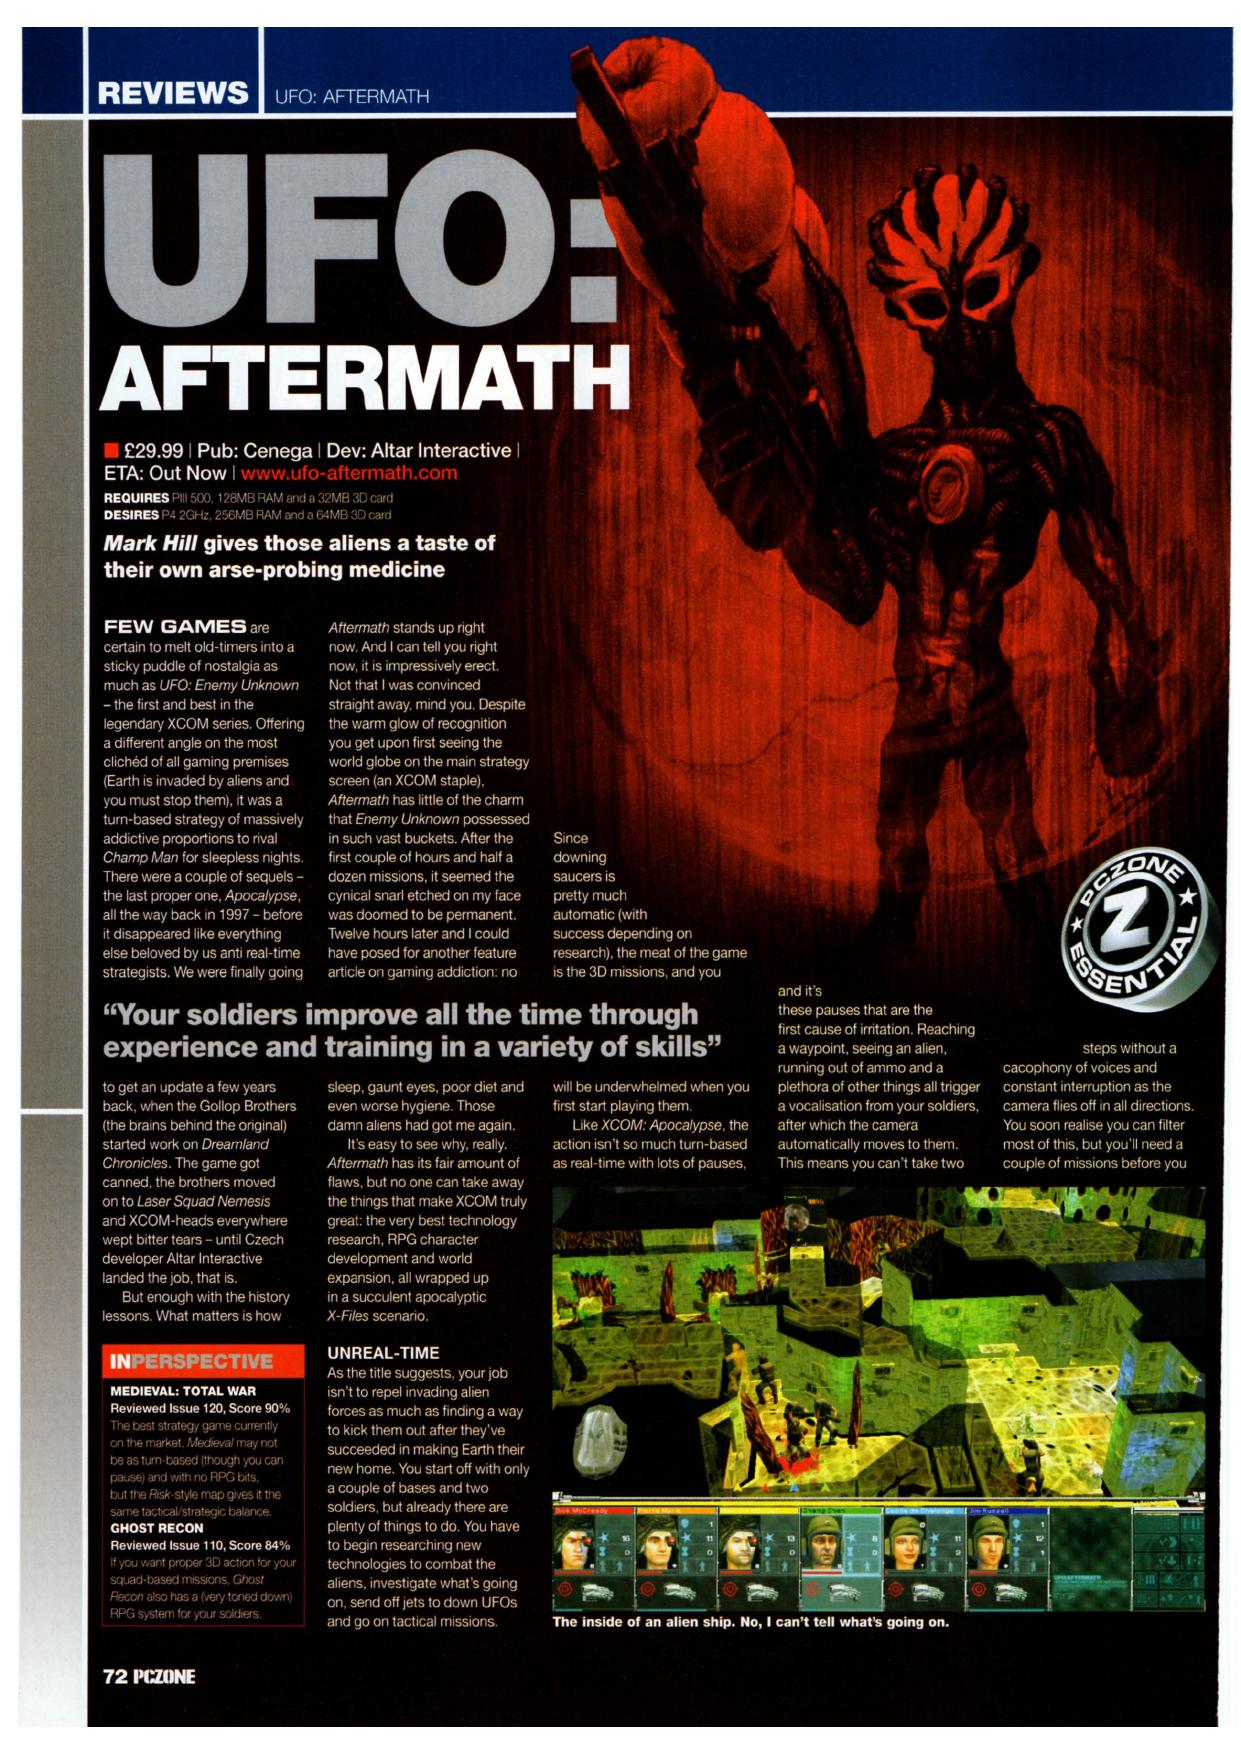 REVIEWS
UFO: AFTERMATH
UFO:
AFTERMATH
£29.99 | Pub: Cenega | Dev: Altar Interactive |
ETA: Out Now | www.ufo-aftermath.com
REQUIRES PIII 500, 128MB RAM and a 32MB 3D card
DESIRES P4 2GHz, 256MB RAM and a 64MB 3D card
Mark Hill gives those aliens a taste of
their own arse-probing medicine
FEW GAMES are
certain to melt old-timers into a
sticky puddle of nostalgia as
much as UFO: Enemy Unknown
– the first and best in the
legendary XCOM series. Offering
a different angle on the most
clichéd of all gaming premises
(Earth is invaded by aliens and
you must stop them), it was a
turn-based strategy of massively
addictive proportions to rival
Champ Man for sleepless nights.
There were a couple of sequels –
the last proper one, Apocalypse,
all the way back in 1997 – before
it disappeared like everything
else beloved by us anti real-time
strategists. We were finally going
to get an update a few years
back, when the Gollop Brothers
(the brains behind the original)
started work on Dreamland
Chronicles. The game got
canned, the brothers moved
on to Laser Squad Nemesis
and XCOM-heads everywhere
wept bitter tears – until Czech
developer Altar Interactive
landed the job, that is.
But enough with the history
lessons. What matters is how
Aftermath stands up right
now. And I can tell you right
now, it is impressively erect.
Not that I was convinced
straight away, mind you. Despite
the warm glow of recognition
you get upon first seeing the
world globe on the main strategy
screen (an XCOM staple),
Aftermath has little of the charm
that Enemy Unknown possessed
in such vast buckets. After the
first couple of hours and half a
dozen missions, it seemed the
cynical snarl etched on my face
was doomed to be permanent.
Twelve hours later and I could
have posed for another feature
article on gaming addiction: no
sleep, gaunt eyes, poor diet and
even worse hygiene. Those
damn aliens had got me again.
It's easy to see why, really.
Aftermath has its fair amount of
flaws, but no one can take away
the things that make XCOM truly
great: the very best technology
research, RPG character
development and world
expansion, all wrapped up
in a succulent apocalyptic
X-Files scenario.
UNREAL-TIME
As the title suggests, your job
isn't to repel invading alien
forces as much as finding a way
to kick them out after they've
succeeded in making Earth their
new home. You start off with only
a couple of bases and two
soldiers, but already there are
plenty of things to do. You have
to begin researching new
technologies to combat the
aliens, investigate what's going
on, send off jets to down UFOs
and go on tactical missions.
Since
downing
saucers is
pretty much
automatic (with
success depending on
research), the meat of the game
is the 3D missions, and you
will be underwhelmed when you
first start playing them.
Like XCOM: Apocalypse, the
action isn't so much turn-based
as real-time with lots of pauses,
and it's
these pauses that are the
first cause of irritation. Reaching
a waypoint, seeing an alien,
running out of ammo and a
plethora of other things all trigger
a vocalisation from your soldiers,
after which the camera
automatically moves to them.
This means you can't take two
steps without a
cacophony of voices and
constant interruption as the
camera flies off in all directions.
You soon realise you can filter
most of this, but you'll need a
couple of missions before you
"Your soldiers improve all the time through
experience and training in a variety of skills"
PCZONE
Z
ESSENTIAL
INPERSPECTIVE
MEDIEVAL: TOTAL WAR
Reviewed Issue 120, Score 90%
The best strategy game currently
on the market, Medieval may not
be as turn-based (though you can
pause) and with no RPG bits,
but the Risk-style map gives it the
same tactical/strategic balance.
GHOST RECON
Reviewed Issue 110, Score 84%
If you want proper 3D action for your
squad-based missions, Ghost
Recon also has a (very toned down)
RPG system for your soldiers.
The inside of an alien ship. No, I can't tell what's going on.
72 PCZONE